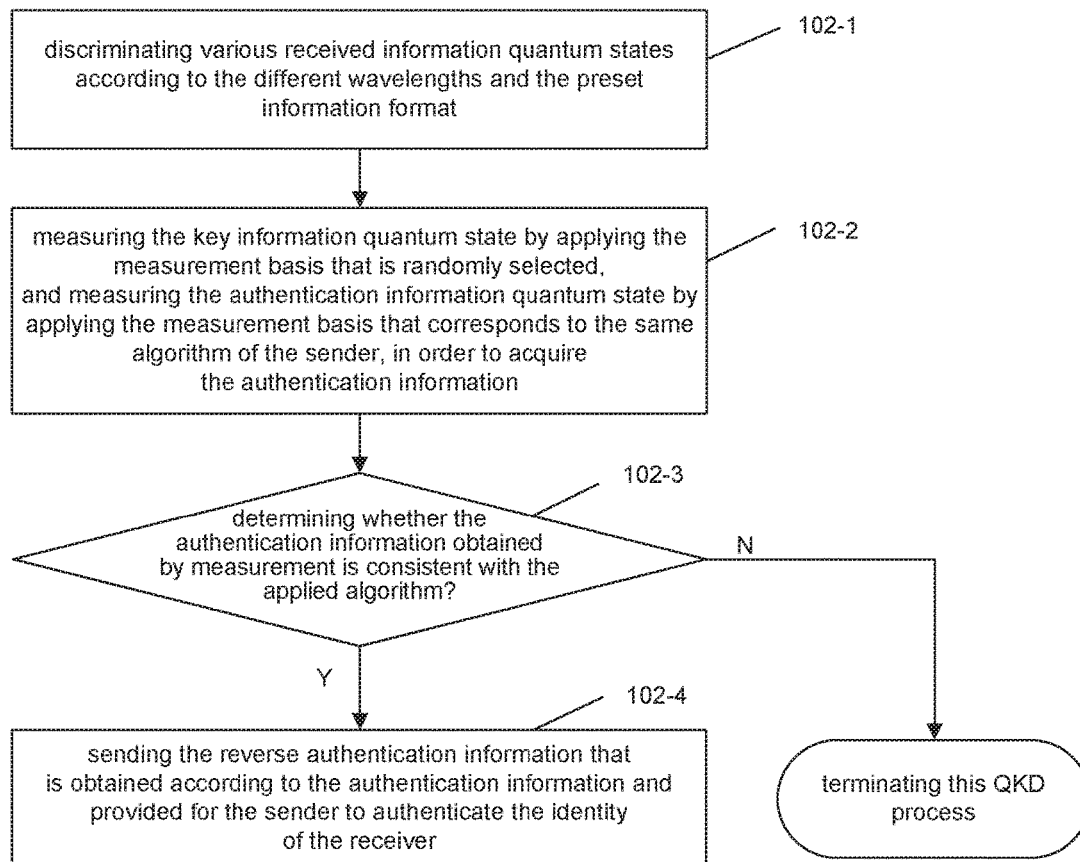 102-1
discriminating various received information quantum states
according to the different wavelengths and the preset
information format
102-2
measuring the key information quantum state by applying the
measurement basis that is randomly selected,
and measuring the authentication information quantum state by
applying the measurement basis that corresponds to the same
algorithm of the sender, in order to acquire
the authentication information
102-3
determining whether the
authentication information obtained
by measurement is consistent with the
applied algorithm?
N
Y
102-4
sending the reverse authentication information that
is obtained according to the authentication information and
provided for the sender to authenticate the identity
of the receiver
terminating this QKD
process